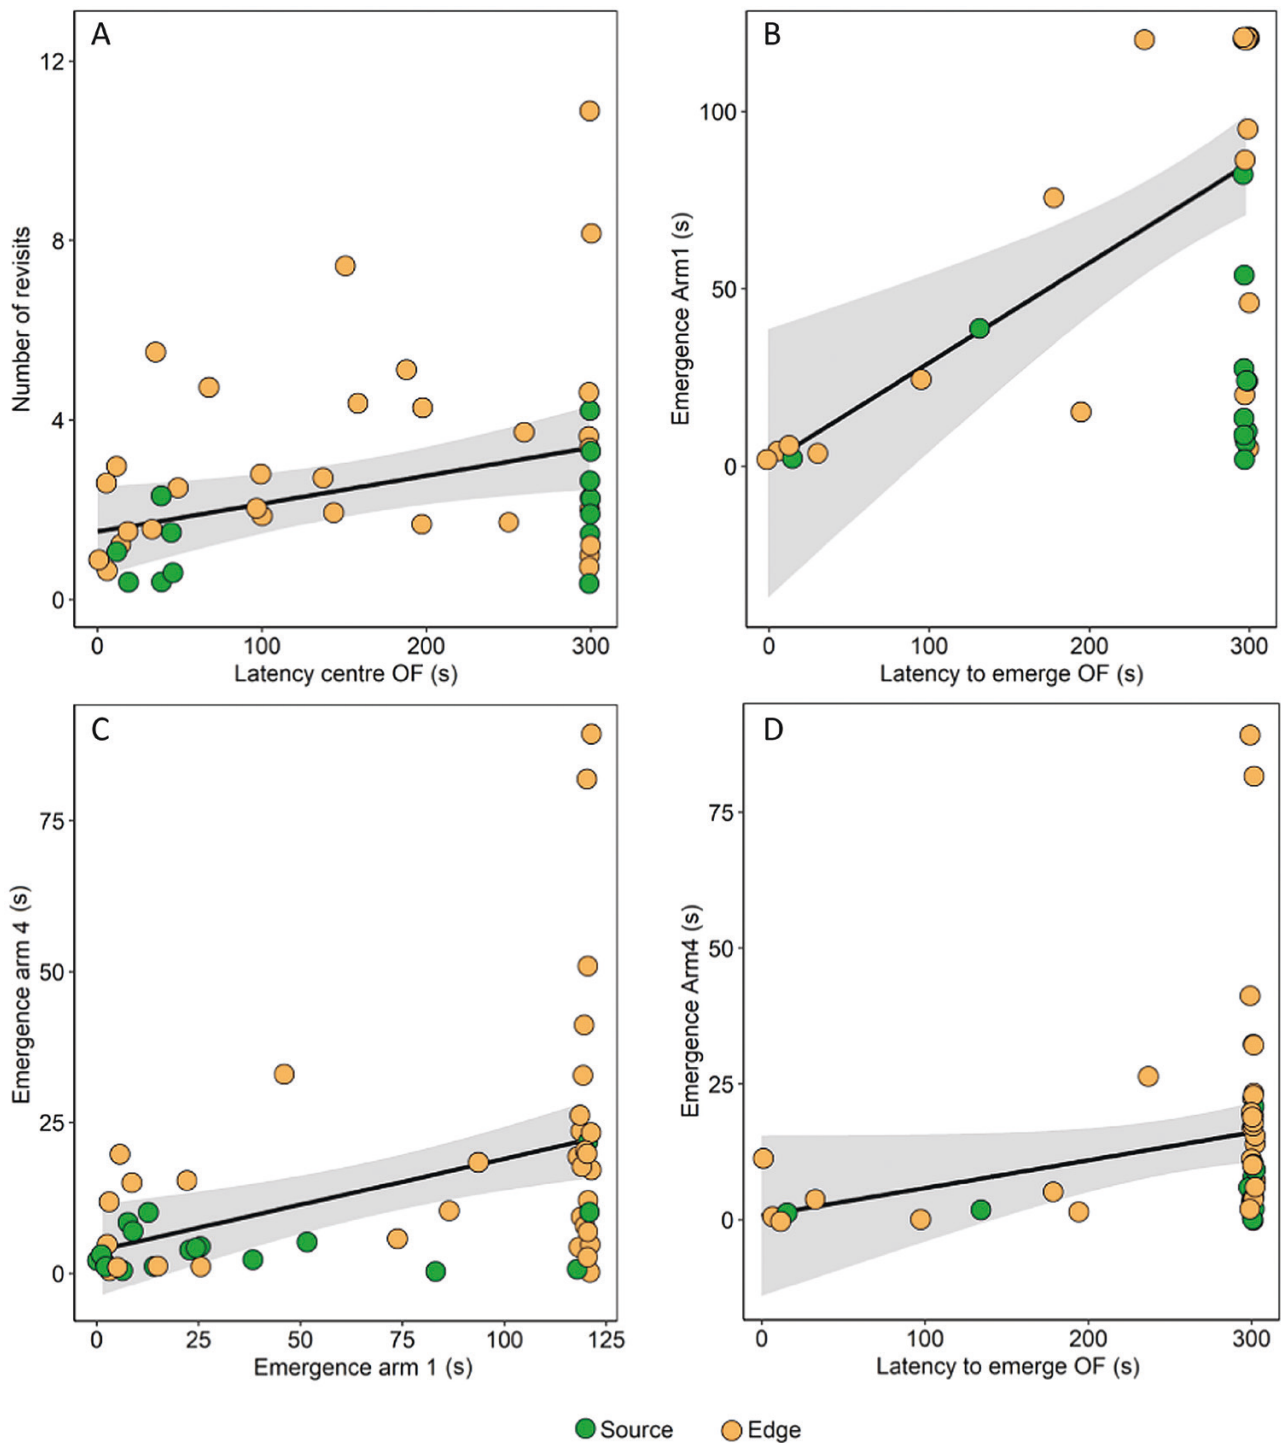 A
12
8
4
0
Number of revisits
0 100 200 300
Latency centre OF (s)
B
100
50
0
Emergence Arm1 (s)
0 100 200 300
Latency to emerge OF (s)
C
75
50
25
0
Emergence arm 4 (s)
0 25 50 75 100 125
Emergence arm 1 (s)
D
75
50
25
0
Emergence Arm4 (s)
0 100 200 300
Latency to emerge OF (s)
Source Edge